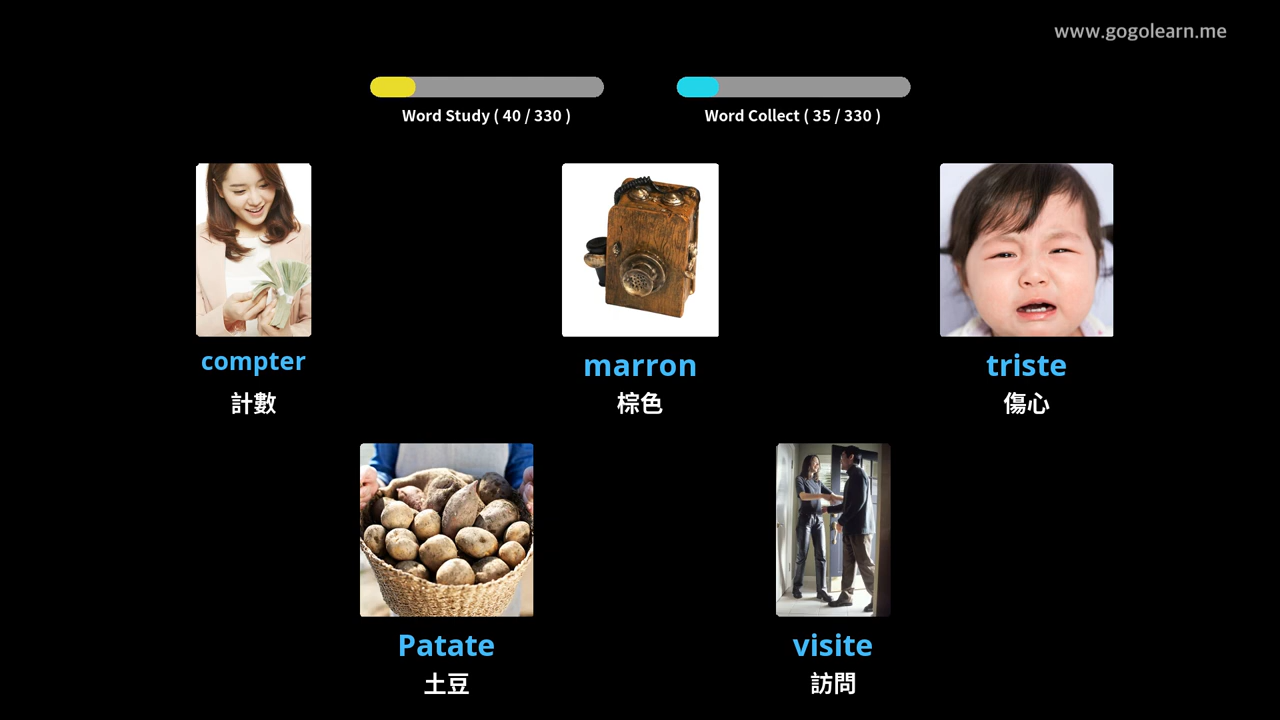 www.gogolearn.me
Word Study ( 40 / 330 )
Word Collect ( 35 / 330 )
compter
計數
marron
棕色
triste
傷心
Patate
土豆
visite
訪問